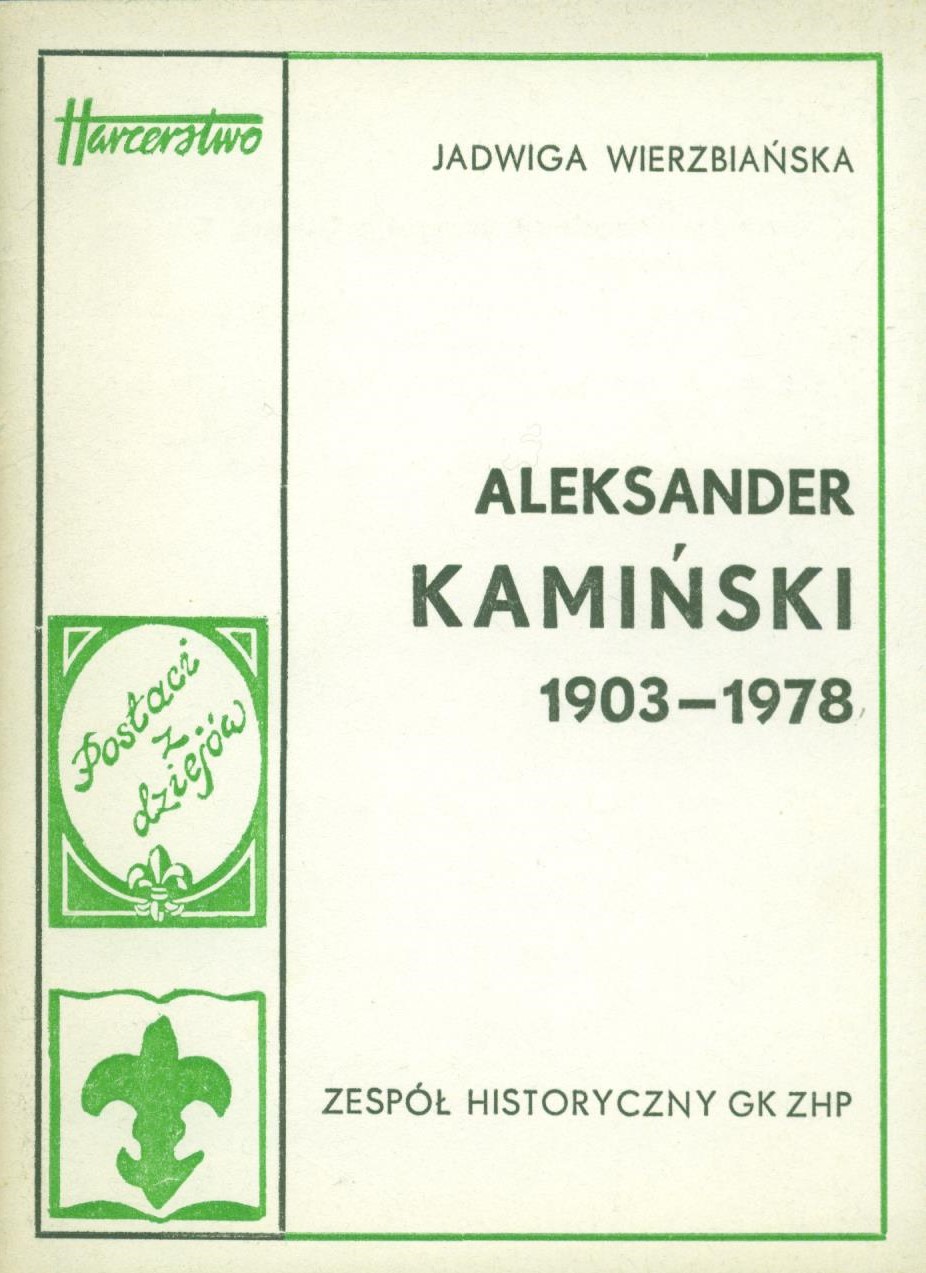 Harcerstwo
JADWIGA WIERZBIAŃSKA
ALEKSANDER
KAMIŃSKI
1903–1978
Postaci
z
dziejów
ZESPÓŁ HISTORYCZNY GK ZHP